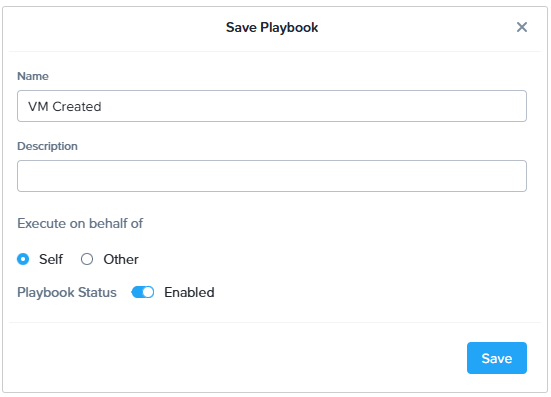 Save Playbook
Name
VM Created
Description
Execute on behalf of
Self Other
Playbook Status Enabled
Save